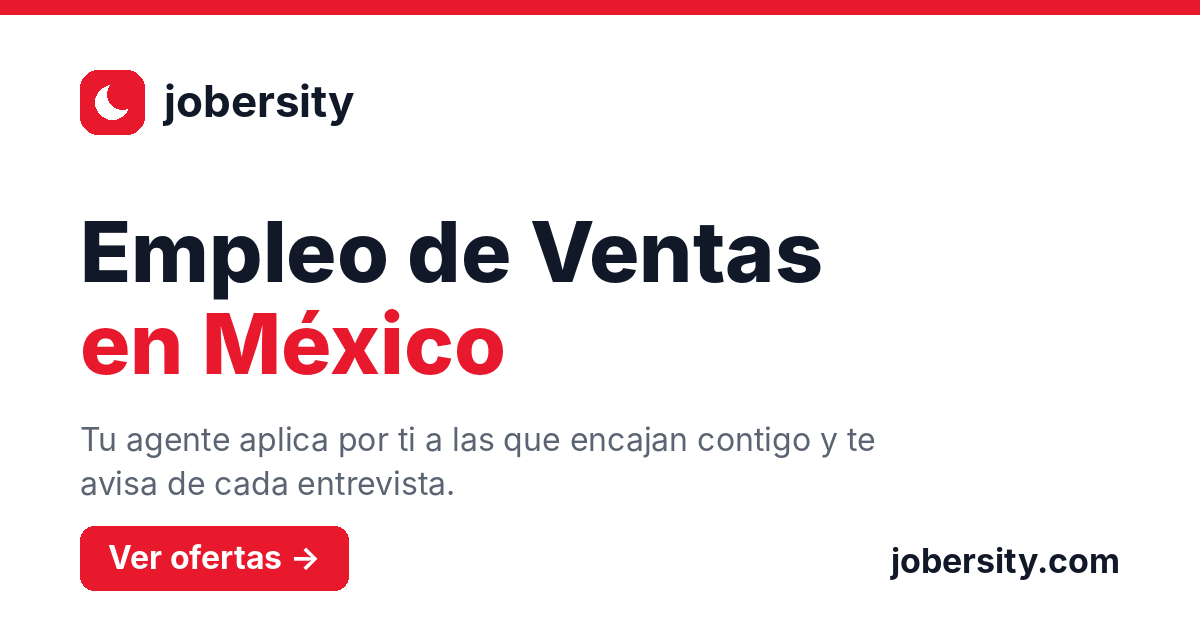 jobersity
Empleo de Ventas
en México
Tu agente aplica por ti a las que encajan contigo y te
avisa de cada entrevista.
Ver ofertas →
jobersity.com